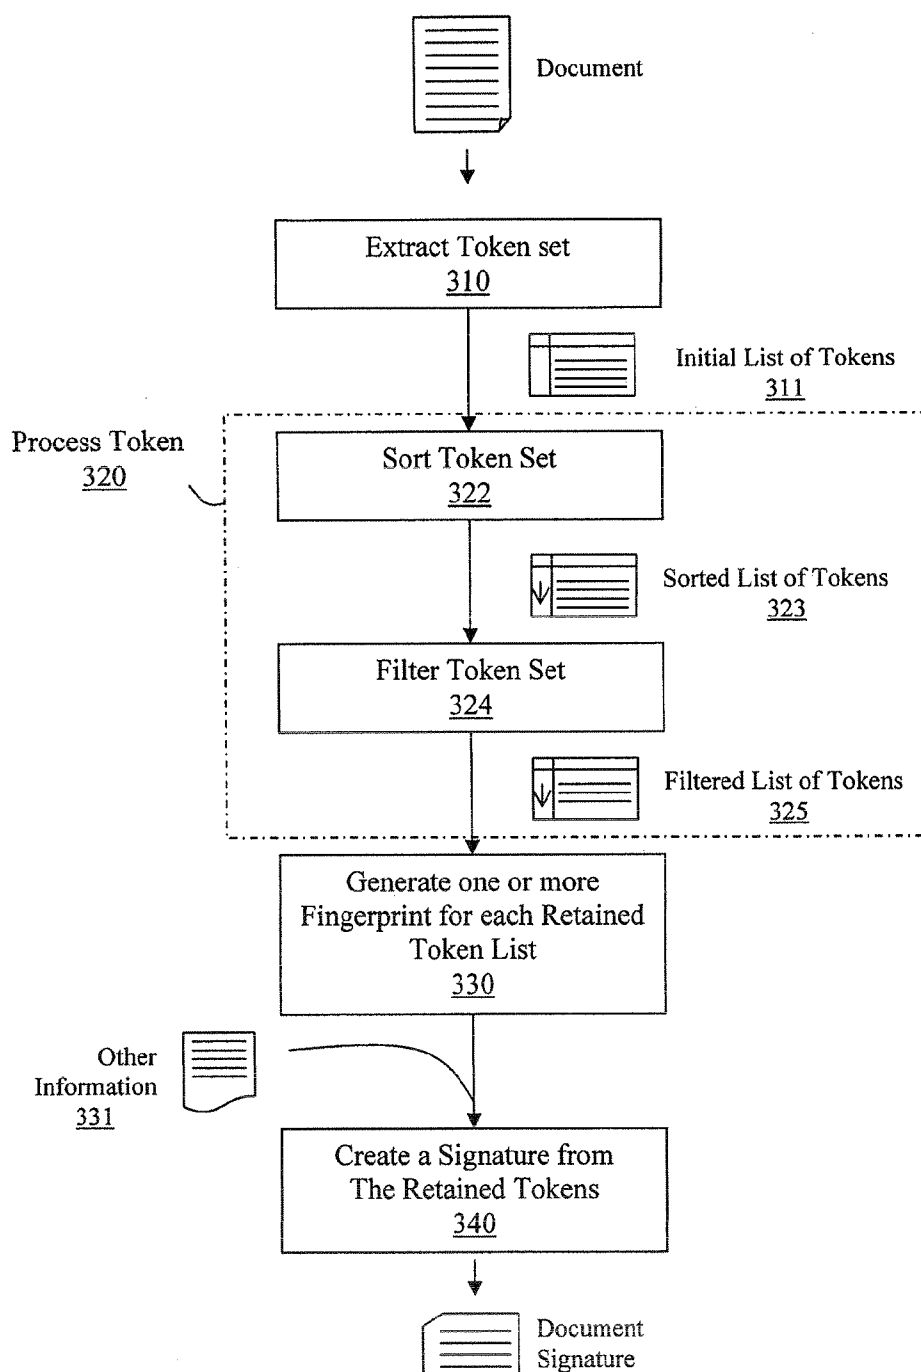 Document
Extract Token set
310
Initial List of Tokens
311
Process Token
320
Sort Token Set
322
Sorted List of Tokens
323
Filter Token Set
324
Filtered List of Tokens
325
Generate one or more
Fingerprint for each Retained
Token List
330
Other
Information
331
Create a Signature from
The Retained Tokens
340
Document
Signature